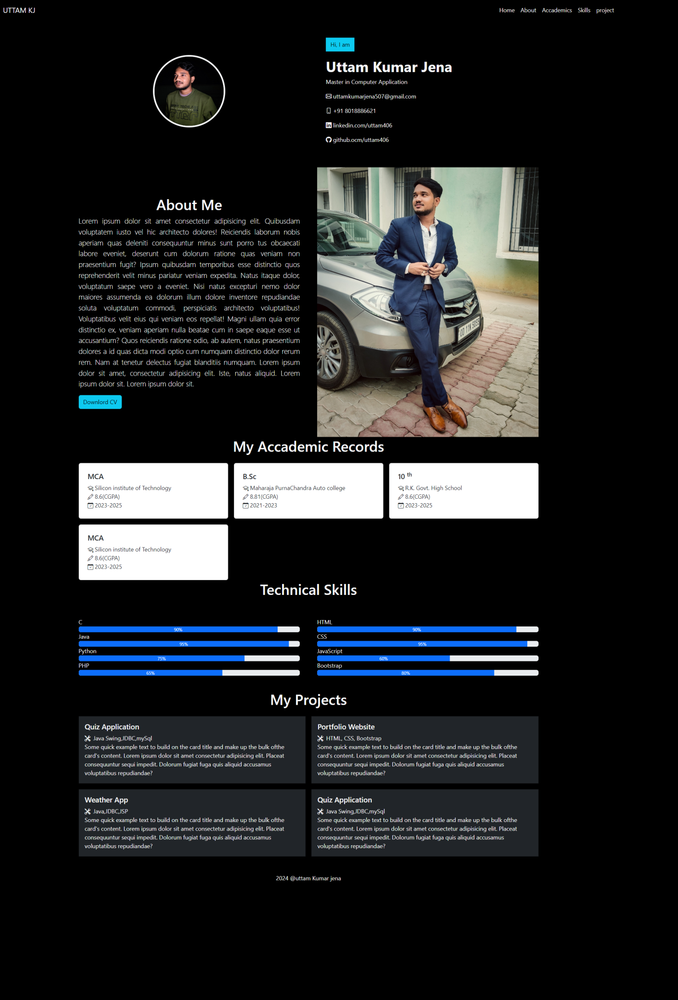 UTTAM KJ
Home About Accademics Skills project
Hi, I am
Uttam Kumar Jena
Master in Computer Application
uttamkumarjena507@gmail.com
+91 8018886621
linkedin.com/uttam406
github.ocm/uttam406
About Me
Lorem ipsum dolor sit amet consectetur adipisicing elit. Quibusdam
voluptatem iusto vel hic architecto dolores! Reiciendis laborum nobis
aperiam quas deleniti consequuntur minus sunt porro tus obcaecati
labore eveniet, deserunt cum dolorum ratione quas veniam non
praesentium fugit? Ipsum quibusdam temporibus esse distinctio quos
reprehenderit velit minus pariatur veniam expedita. Natus itaque dolor,
voluptatum saepe vero a eveniet. Nisi natus excepturi nemo dolor
maiores assumenda ea dolorum illum dolore inventore repudiandae
soluta voluptatum commodi, perspiciatis architecto voluptatibus!
Voluptatibus velit eius qui veniam eos repellat! Magni ullam quia error
distinctio ex, veniam aperiam nulla beatae cum in saepe eaque esse ut
accusantium? Quos reiciendis ratione odio, ab autem, natus praesentium
dolores a id quas dicta modi optio cum numquam distinctio dolor rerum
rem. Nam at tenetur delectus fugiat blanditiis numquam. Lorem ipsum
dolor sit amet, consectetur adipisicing elit. Iste, natus aliquid. Lorem
ipsum dolor sit. Lorem ipsum dolor sit.
Downlord CV
OD 11K 5055
My Accademic Records
MCA
Silicon institute of Technology
8.6(CGPA)
2023-2025
B.Sc
Maharaja PurnaChandra Auto college
8.81(CGPA)
2021-2023
10 th
R.K. Govt. High School
8.6(CGPA)
2023-2025
MCA
Silicon institute of Technology
8.6(CGPA)
2023-2025
Technical Skills
C
90%
Java
95%
Python
75%
PHP
65%
HTML
90%
CSS
95%
JavaScript
60%
Bootstrap
80%
My Projects
Quiz Application
Java Swing,JDBC,mySql
Some quick example text to build on the card title and make up the bulk ofthe
card's content. Lorem ipsum dolor sit amet consectetur adipisicing elit. Placeat
consequuntur sequi impedit. Dolorum fugiat fuga quis aliquid accusamus
voluptatibus repudiandae?
Portfolio Website
HTML, CSS, Bootstrap
Some quick example text to build on the card title and make up the bulk ofthe
card's content. Lorem ipsum dolor sit amet consectetur adipisicing elit. Placeat
consequuntur sequi impedit. Dolorum fugiat fuga quis aliquid accusamus
voluptatibus repudiandae?
Weather App
Java,JDBC,JSP
Some quick example text to build on the card title and make up the bulk ofthe
card's content. Lorem ipsum dolor sit amet consectetur adipisicing elit. Placeat
consequuntur sequi impedit. Dolorum fugiat fuga quis aliquid accusamus
voluptatibus repudiandae?
Quiz Application
Java Swing,JDBC,mySql
Some quick example text to build on the card title and make up the bulk ofthe
card's content. Lorem ipsum dolor sit amet consectetur adipisicing elit. Placeat
consequuntur sequi impedit. Dolorum fugiat fuga quis aliquid accusamus
voluptatibus repudiandae?
2024 @uttam Kumar jena